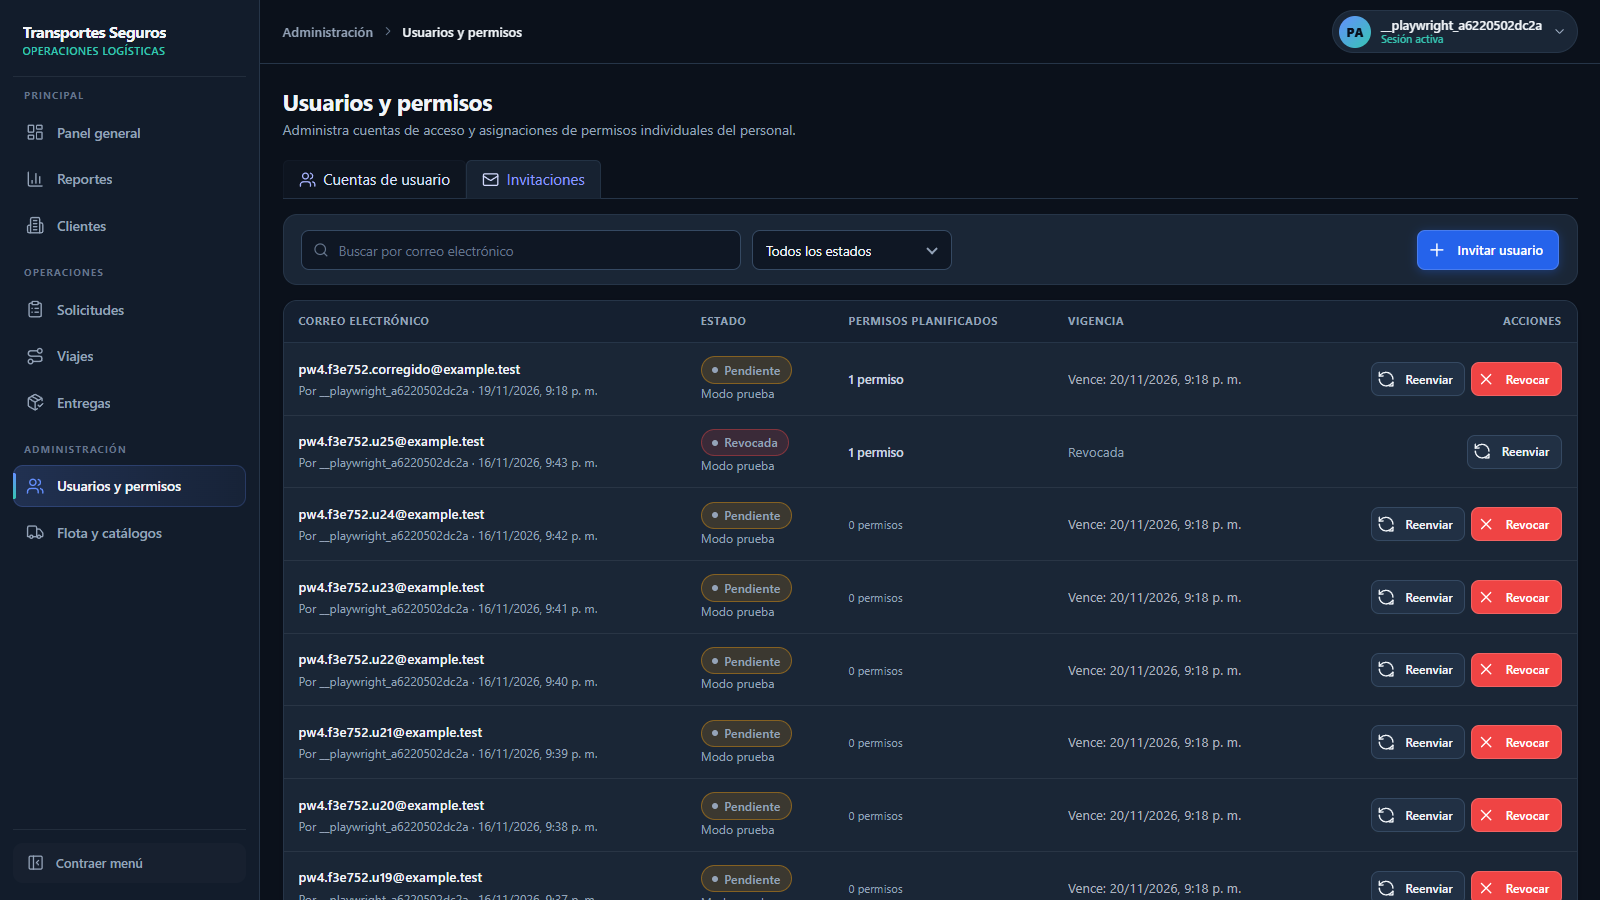 Transportes Seguros
OPERACIONES LOGÍSTICAS
PRINCIPAL
Panel general
Reportes
Clientes
OPERACIONES
Solicitudes
Viajes
Entregas
ADMINISTRACIÓN
Usuarios y permisos
Flota y catálogos
Contraer menú
Administración > Usuarios y permisos
PA
__playwright_a6220502dc2a
Sesión activa
Usuarios y permisos
Administra cuentas de acceso y asignaciones de permisos individuales del personal.
Cuentas de usuario Invitaciones
Buscar por correo electrónico Todos los estados Invitar usuario
CORREO ELECTRÓNICO ESTADO PERMISOS PLANIFICADOS VIGENCIA ACCIONES
pw4.f3e752.corregido@example.test Pendiente 1 permiso Vence: 20/11/2026, 9:18 p. m. Reenviar Revocar
Por __playwright_a6220502dc2a · 19/11/2026, 9:18 p. m. Modo prueba
pw4.f3e752.u25@example.test Revocada 1 permiso Revocada Reenviar
Por __playwright_a6220502dc2a · 16/11/2026, 9:43 p. m. Modo prueba
pw4.f3e752.u24@example.test Pendiente 0 permisos Vence: 20/11/2026, 9:18 p. m. Reenviar Revocar
Por __playwright_a6220502dc2a · 16/11/2026, 9:42 p. m. Modo prueba
pw4.f3e752.u23@example.test Pendiente 0 permisos Vence: 20/11/2026, 9:18 p. m. Reenviar Revocar
Por __playwright_a6220502dc2a · 16/11/2026, 9:41 p. m. Modo prueba
pw4.f3e752.u22@example.test Pendiente 0 permisos Vence: 20/11/2026, 9:18 p. m. Reenviar Revocar
Por __playwright_a6220502dc2a · 16/11/2026, 9:40 p. m. Modo prueba
pw4.f3e752.u21@example.test Pendiente 0 permisos Vence: 20/11/2026, 9:18 p. m. Reenviar Revocar
Por __playwright_a6220502dc2a · 16/11/2026, 9:39 p. m. Modo prueba
pw4.f3e752.u20@example.test Pendiente 0 permisos Vence: 20/11/2026, 9:18 p. m. Reenviar Revocar
Por __playwright_a6220502dc2a · 16/11/2026, 9:38 p. m. Modo prueba
pw4.f3e752.u19@example.test Pendiente 0 permisos Vence: 20/11/2026, 9:18 p. m. Reenviar Revocar